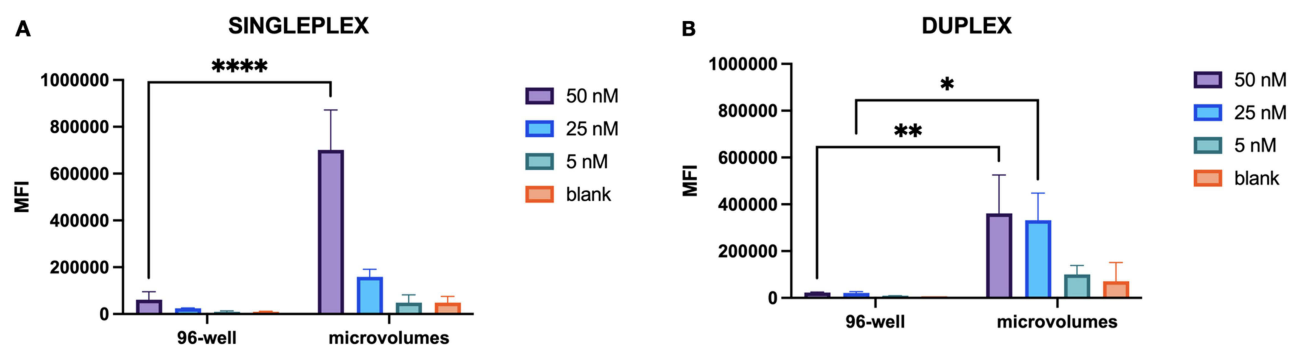 A
SINGLEPLEX
****
1000000
800000
600000
400000
200000
0
MFI
96-well
microvolumes
50 nM
25 nM
5 nM
blank
B
DUPLEX
*
**
1000000
800000
600000
400000
200000
0
MFI
96-well
microvolumes
50 nM
25 nM
5 nM
blank